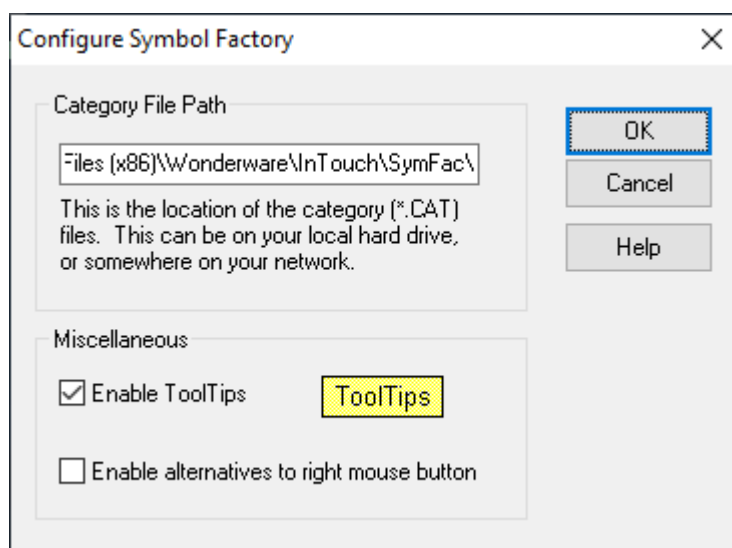 Configure Symbol Factory
Category File Path
Files (x86)\Wonderware\InTouch\SymFac\
This is the location of the category (*.CAT)
files. This can be on your local hard drive,
or somewhere on your network.
OK
Cancel
Help
Miscellaneous
Enable ToolTips
ToolTips
Enable alternatives to right mouse button